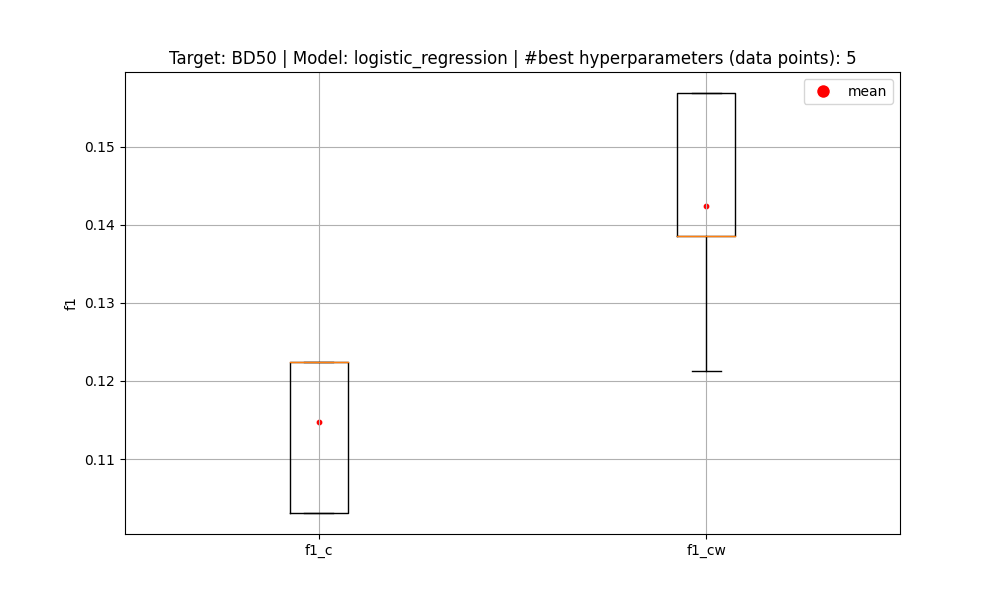 Target: BD50 | Model: logistic_regression | #best hyperparameters (data points): 5
mean
0.15
0.14
0.13
0.12
0.11
f1
f1_c
f1_cw